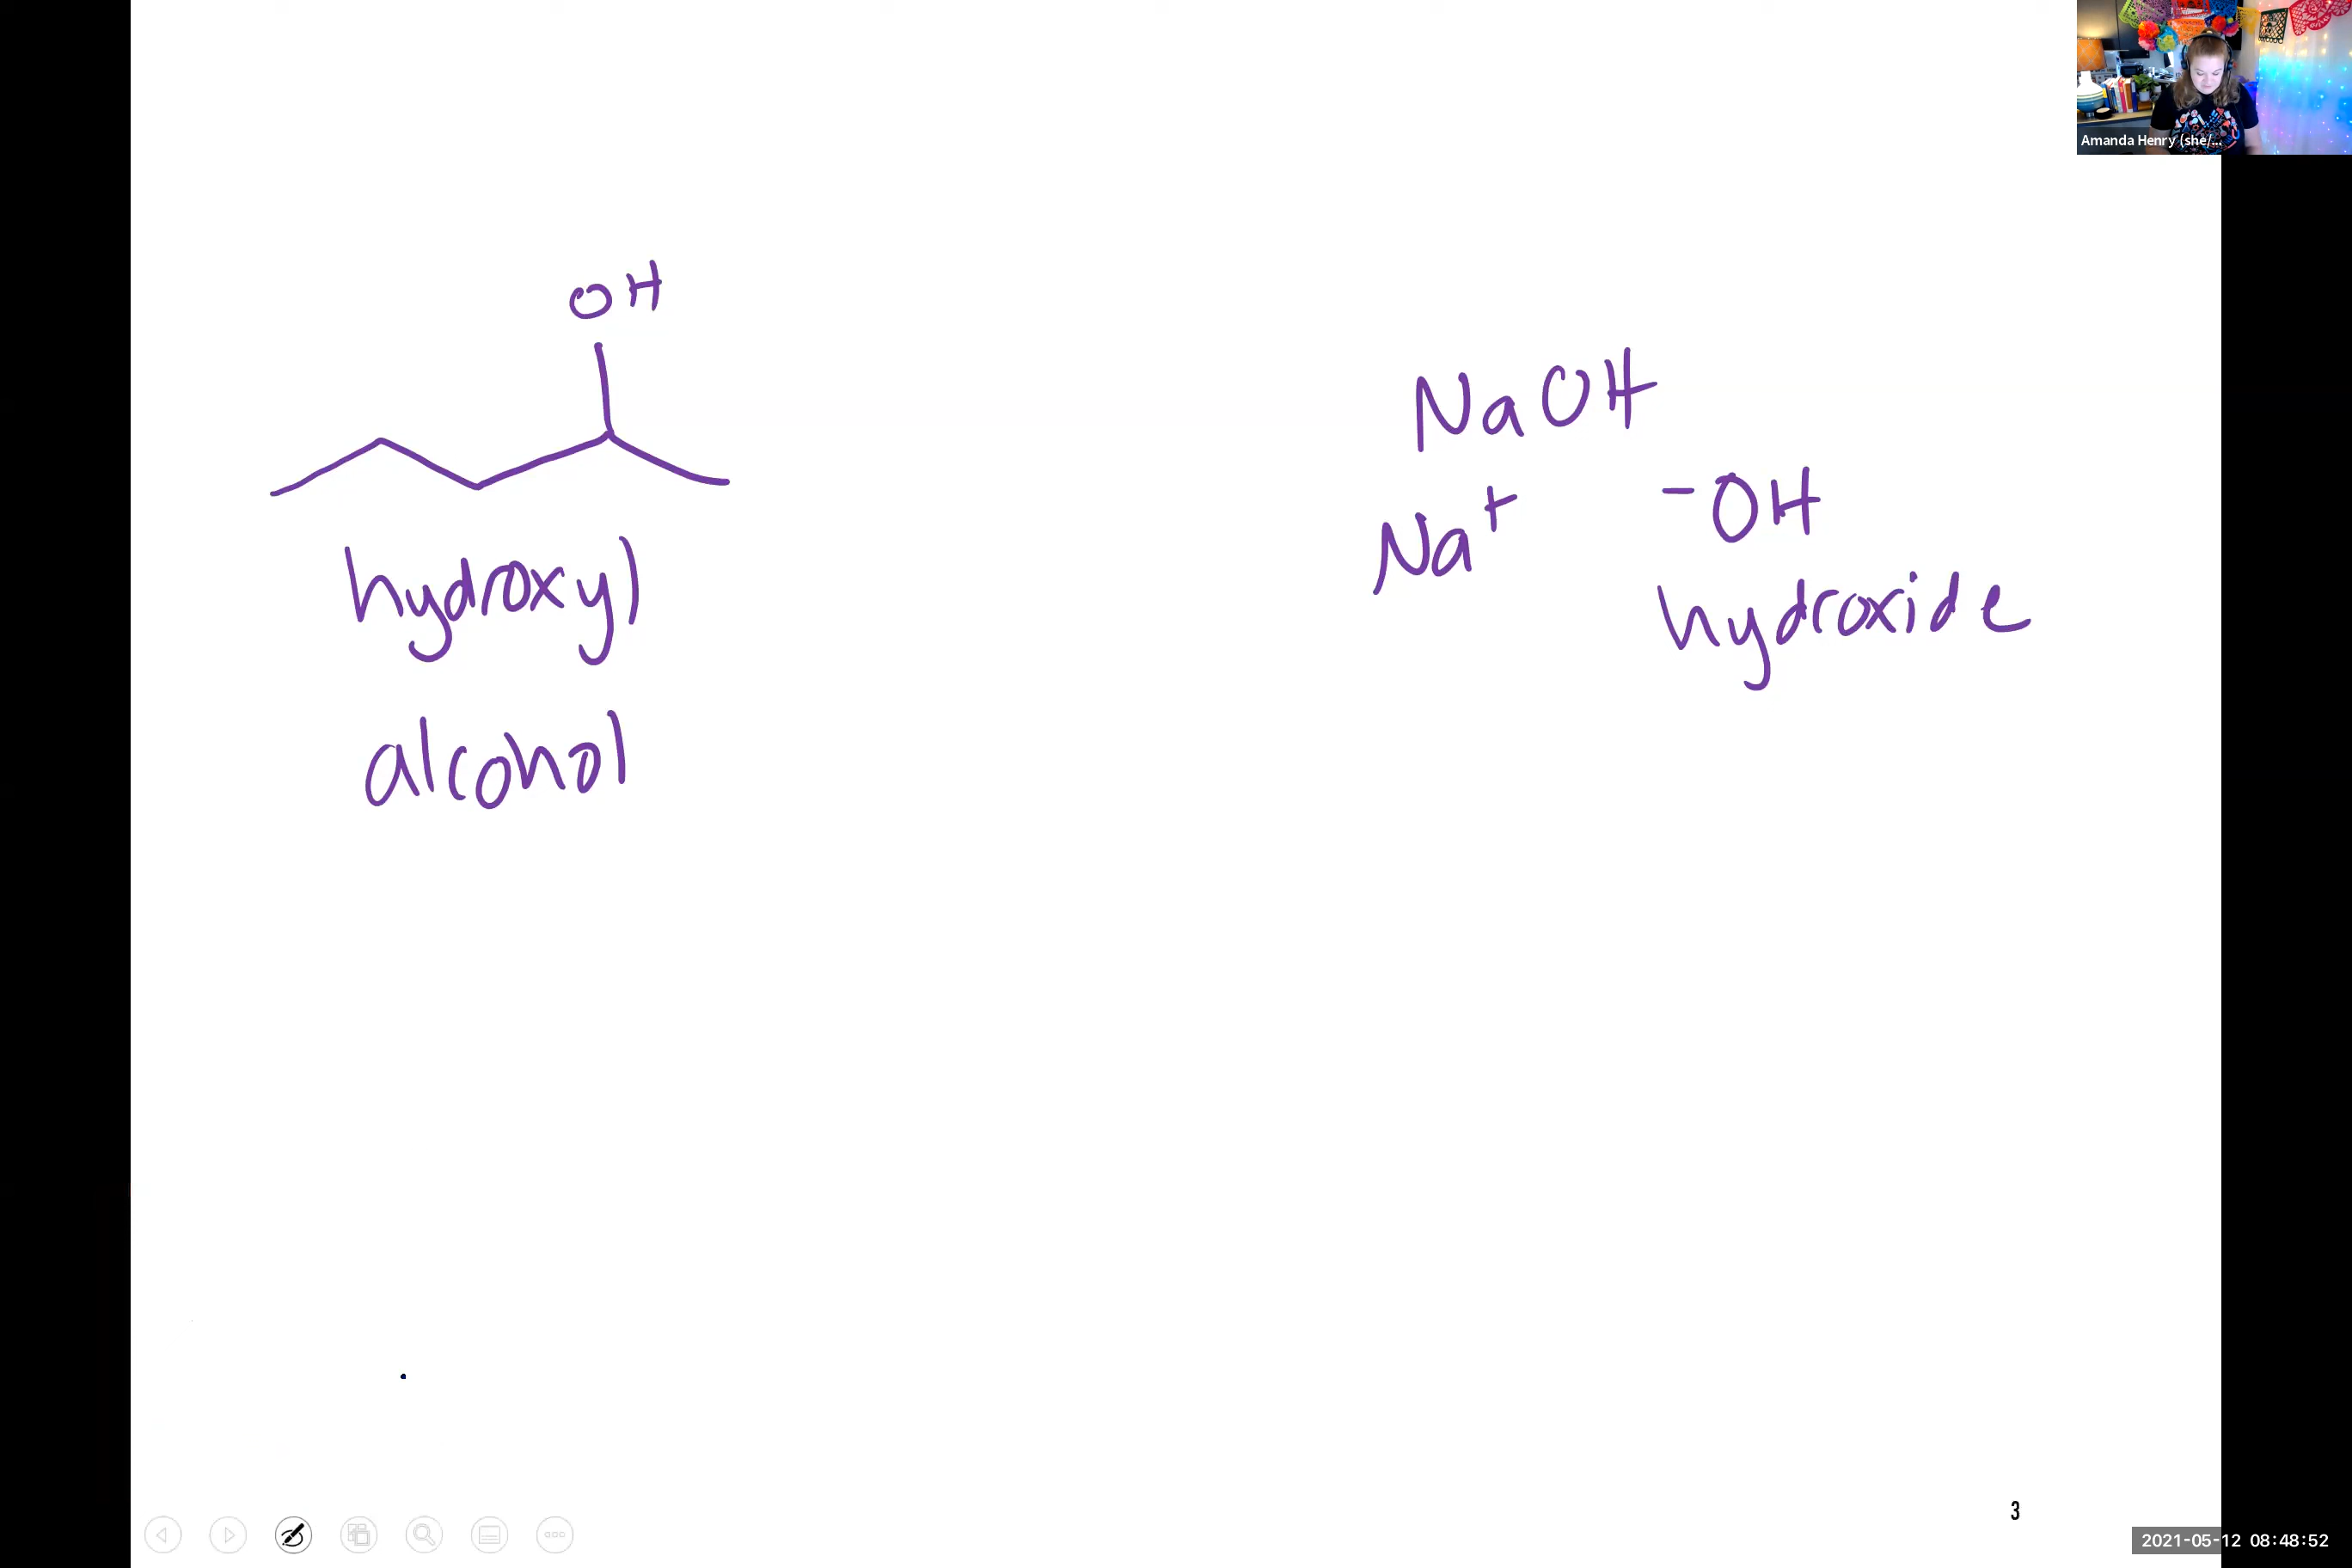 Amanda Henry (she/...
OH
hydroxyl
alcohol
NaOH
Na⁺ ⁻OH
hydroxide
3
2021-05-12 08:48:52